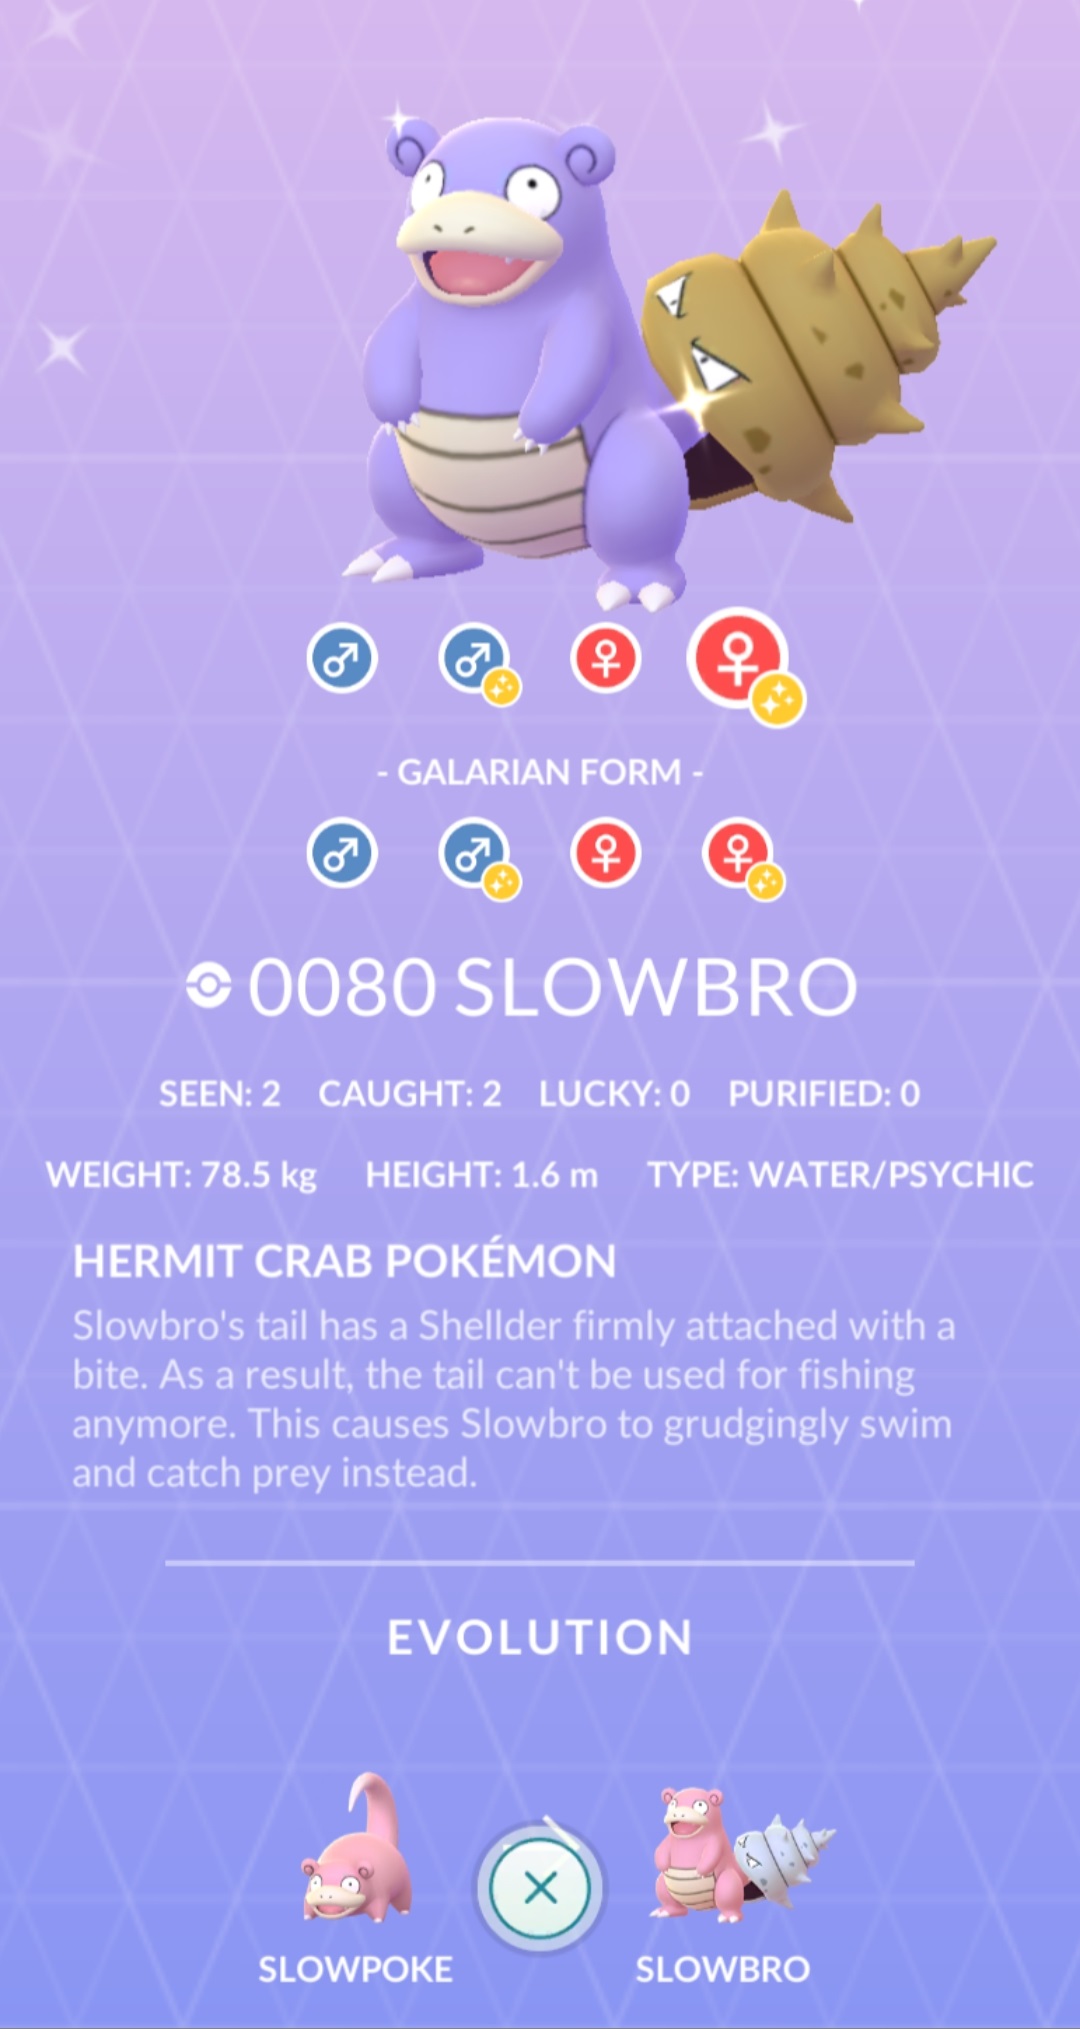 - GALARIAN FORM -
0080 SLOWBRO
SEEN: 2 CAUGHT: 2 LUCKY: 0 PURIFIED: 0
WEIGHT: 78.5 kg HEIGHT: 1.6 m TYPE: WATER/PSYCHIC
HERMIT CRAB POKÉMON
Slowbro's tail has a Shellder firmly attached with a
bite. As a result, the tail can't be used for fishing
anymore. This causes Slowbro to grudgingly swim
and catch prey instead.
EVOLUTION
SLOWPOKE SLOWBRO